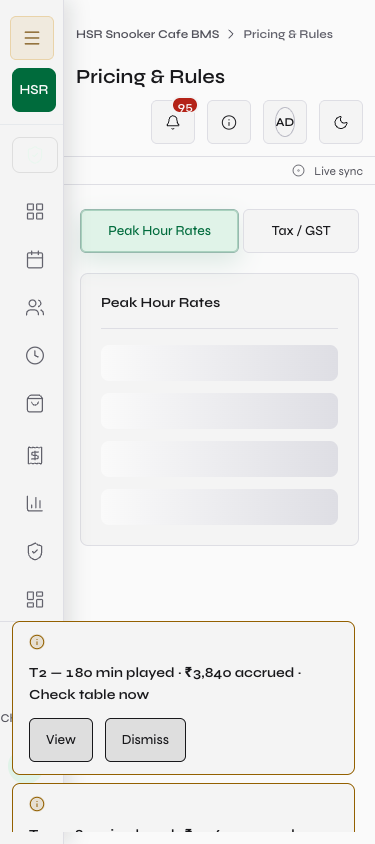 HSR Snooker Cafe BMS > Pricing & Rules
HSR
Pricing & Rules
95
AD
Live sync
Peak Hour Rates
Tax / GST
Peak Hour Rates
T2 — 180 min played · ₹3,840 accrued ·
Check table now
View
Dismiss